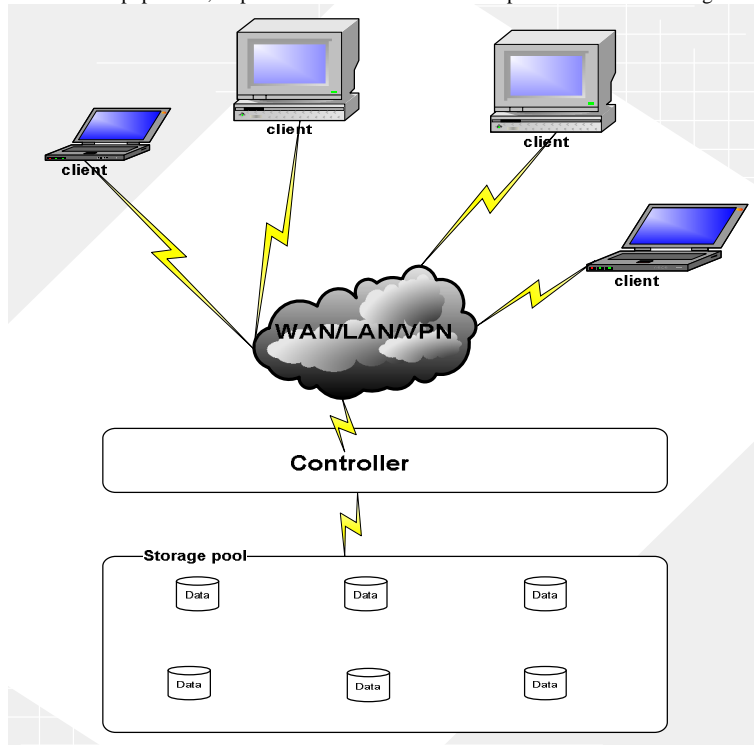 client
client
client
client
WAN/LAN/VPN
Controller
Storage pool
Data
Data
Data
Data
Data
Data